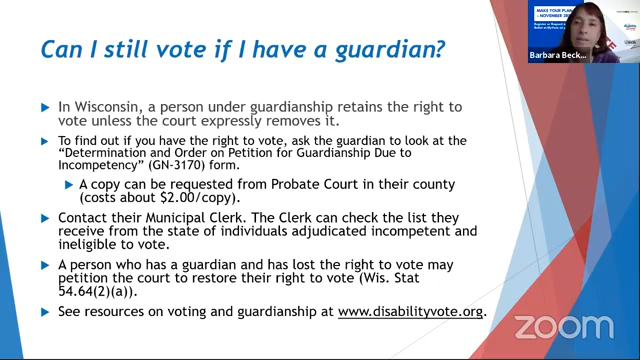 MAKE YOUR PLAN
Can I still vote if I have a guardian?
Barbara Beck...
In Wisconsin, a person under guardianship retains the right to
vote unless the court expressly removes it.
To find out if you have the right to vote, ask the guardian to look at the
“Determination and Order on Petition for Guardianship Due to
Incompetency” (GN-3170) form.
A copy can be requested from Probate Court in their county
(costs about $2.00/copy).
Contact their Municipal Clerk. The Clerk can check the list they
receive from the state of individuals adjudicated incompetent and
ineligible to vote.
A person who has a guardian and has lost the right to vote may
petition the court to restore their right to vote (Wis. Stat
54.64(2)(a)).
See resources on voting and guardianship at www.disabilityvote.org.
zoom